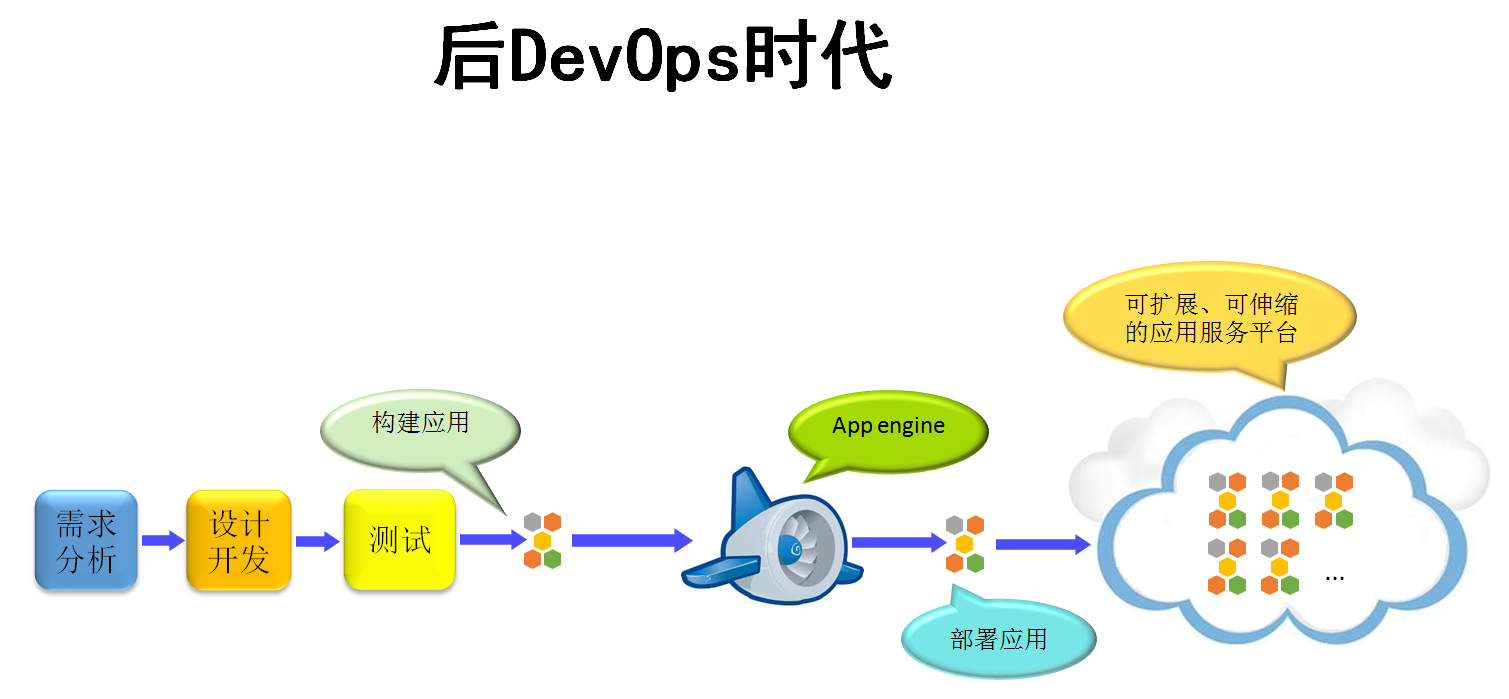 后DevOps时代
可扩展、可伸缩
的应用服务平台
构建应用
App engine
需求
分析
设计
开发
测试
...
部署应用